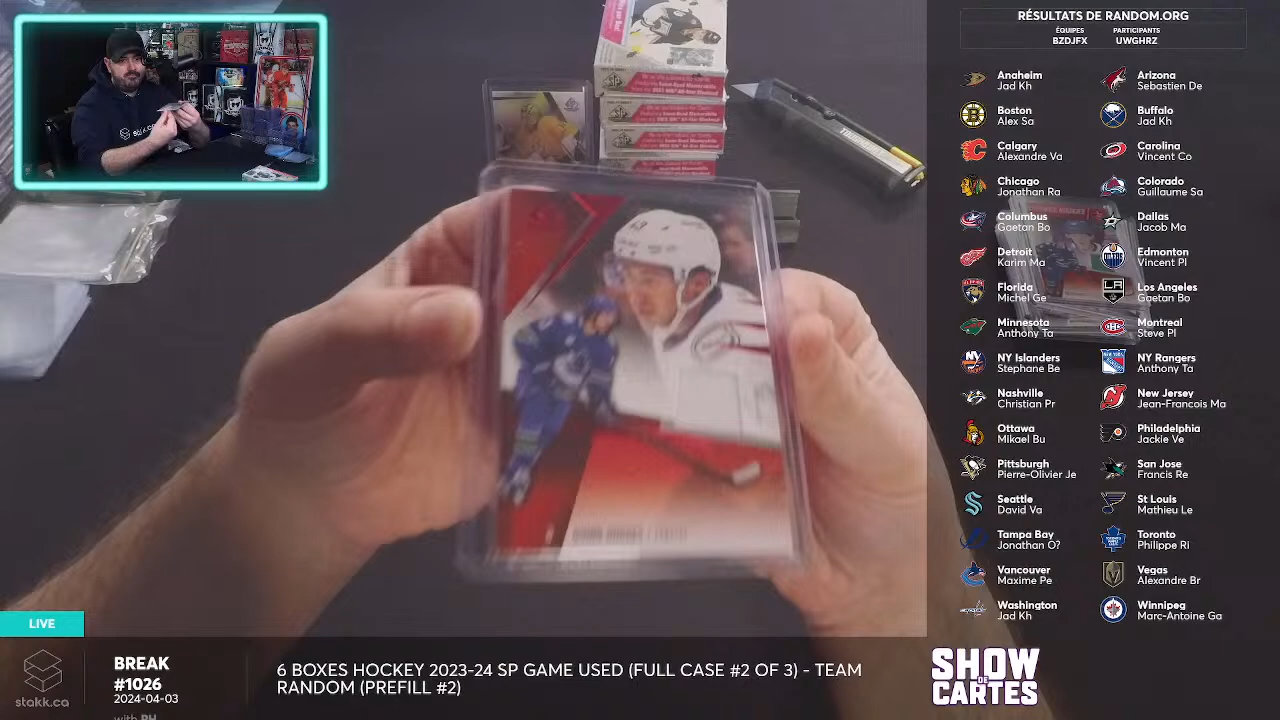 RÉSULTATS DE RANDOM.ORG
ÉQUIPES PARTICIPANTS
BZDJFX UWGHRZ
Anaheim
Jad Kh
Arizona
Sebastien De
Boston
Alex Sa
Buffalo
Jad Kh
Calgary
Alexandre Va
Carolina
Vincent Co
Chicago
Jonathan Ra
Colorado
Guillaume Sa
Columbus
Gaetan Bo
Dallas
Jacob Ma
Detroit
Karim Ma
Edmonton
Vincent Pl
Florida
Michel Ge
Los Angeles
Gaetan Bo
Minnesota
Anthony Ta
Montreal
Steve Pl
NY Islanders
Stephane Be
NY Rangers
Anthony Ta
Nashville
Christian Pr
New Jersey
Jean-Francois Ma
Ottawa
Mikael Bu
Philadelphia
Jackie Ve
Pittsburgh
Pierre-Olivier Je
San Jose
Francis Re
Seattle
David Va
St Louis
Mathieu Le
Tampa Bay
Jonathan O?
Toronto
Philippe Ri
Vancouver
Maxime Pe
Vegas
Alexandre Br
Washington
Jad Kh
Winnipeg
Marc-Antoine Ga
LIVE
stakk.ca
BREAK
#1026
2024-04-03
with PH
6 BOXES HOCKEY 2023-24 SP GAME USED (FULL CASE #2 OF 3) - TEAM
RANDOM (PREFILL #2)
SHOW
DE
CARTES